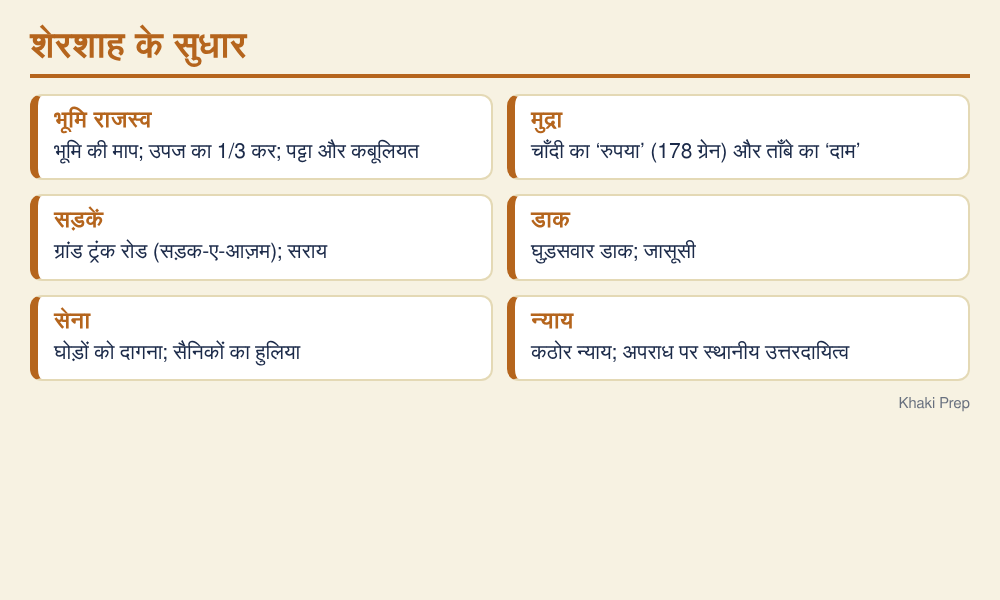 शेरशाह के सुधार
भूमि राजस्व
भूमि की माप; उपज का 1/3 कर; पट्टा और कबूलियत
मुद्रा
चाँदी का ‘रुपया’ (178 ग्रेन) और ताँबे का ‘दाम’
सड़कें
ग्रांड ट्रंक रोड (सड़क-ए-आज़म); सराय
डाक
घुड़सवार डाक; जासूसी
सेना
घोड़ों को दागना; सैनिकों का हुलिया
न्याय
कठोर न्याय; अपराध पर स्थानीय उत्तरदायित्व
Khaki Prep